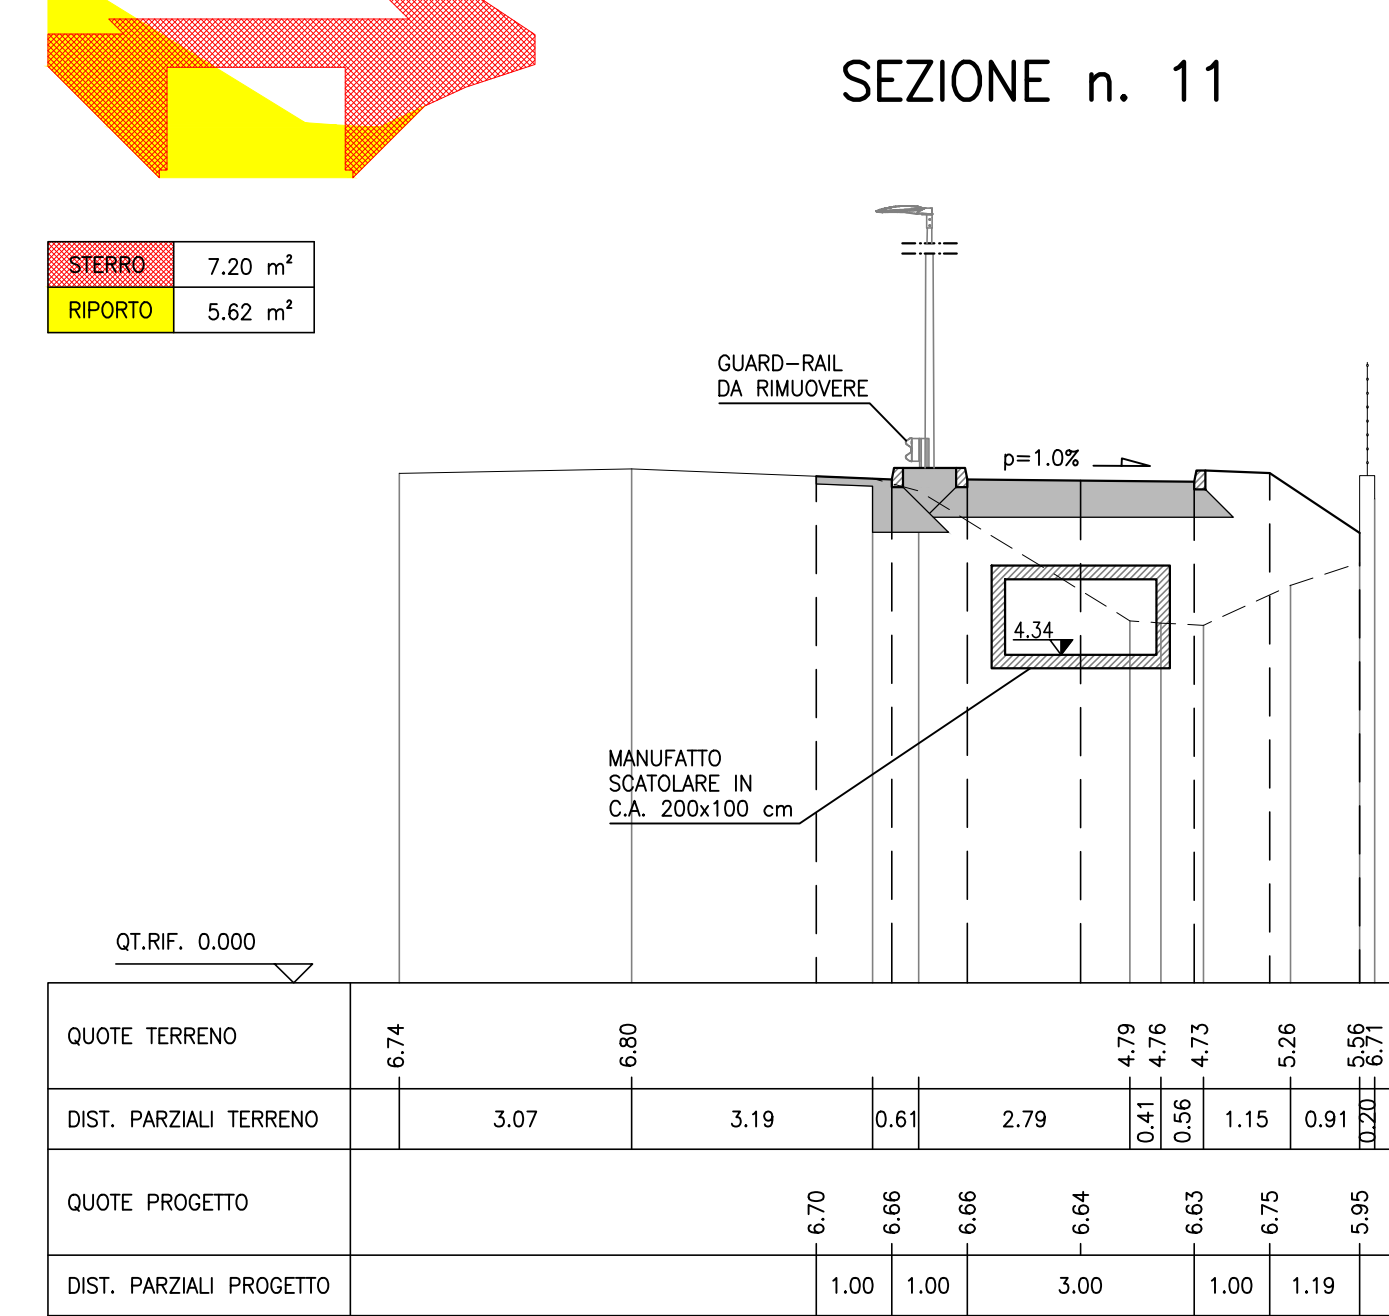 SEZIONE n. 11
STERRO 7.20 m²
RIPORTO 5.62 m²
GUARD-RAIL
DA RIMUOVERE
p=1.0%
4.34
MANUFATTO
SCATOLARE IN
C.A. 200x100 cm
QT.RIF. 0.000
QUOTE TERRENO 6.74 6.80 4.79 4.76 4.73 5.26 5.56 6.71
DIST. PARZIALI TERRENO 3.07 3.19 0.61 2.79 0.41 0.56 1.15 0.91 0.20
QUOTE PROGETTO 6.70 6.66 6.66 6.64 6.63 6.75 5.95
DIST. PARZIALI PROGETTO 1.00 1.00 3.00 1.00 1.19